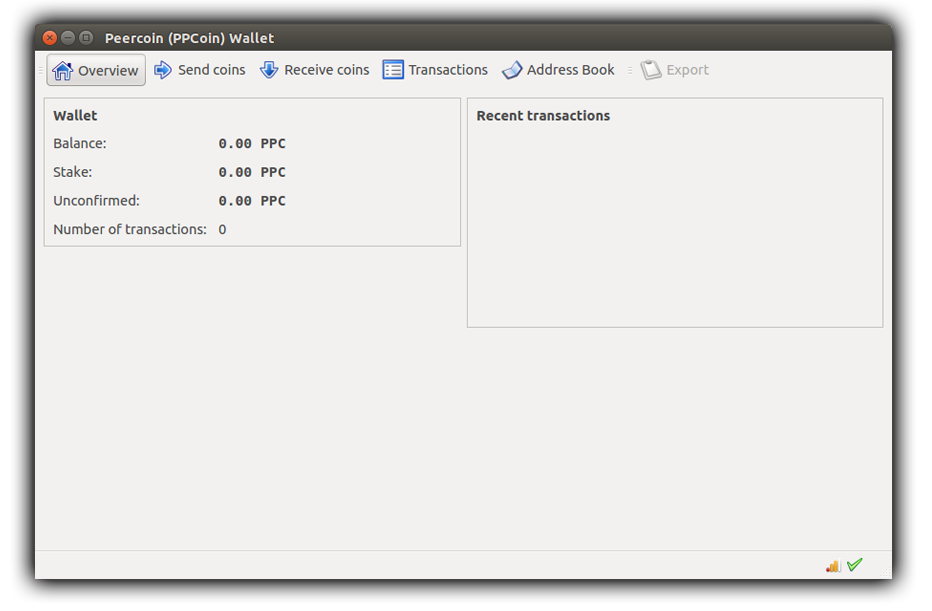 Peercoin (PPCoin) Wallet
Overview Send coins Receive coins Transactions Address Book Export
Wallet
Balance: 0.00 PPC
Stake: 0.00 PPC
Unconfirmed: 0.00 PPC
Number of transactions: 0
Recent transactions